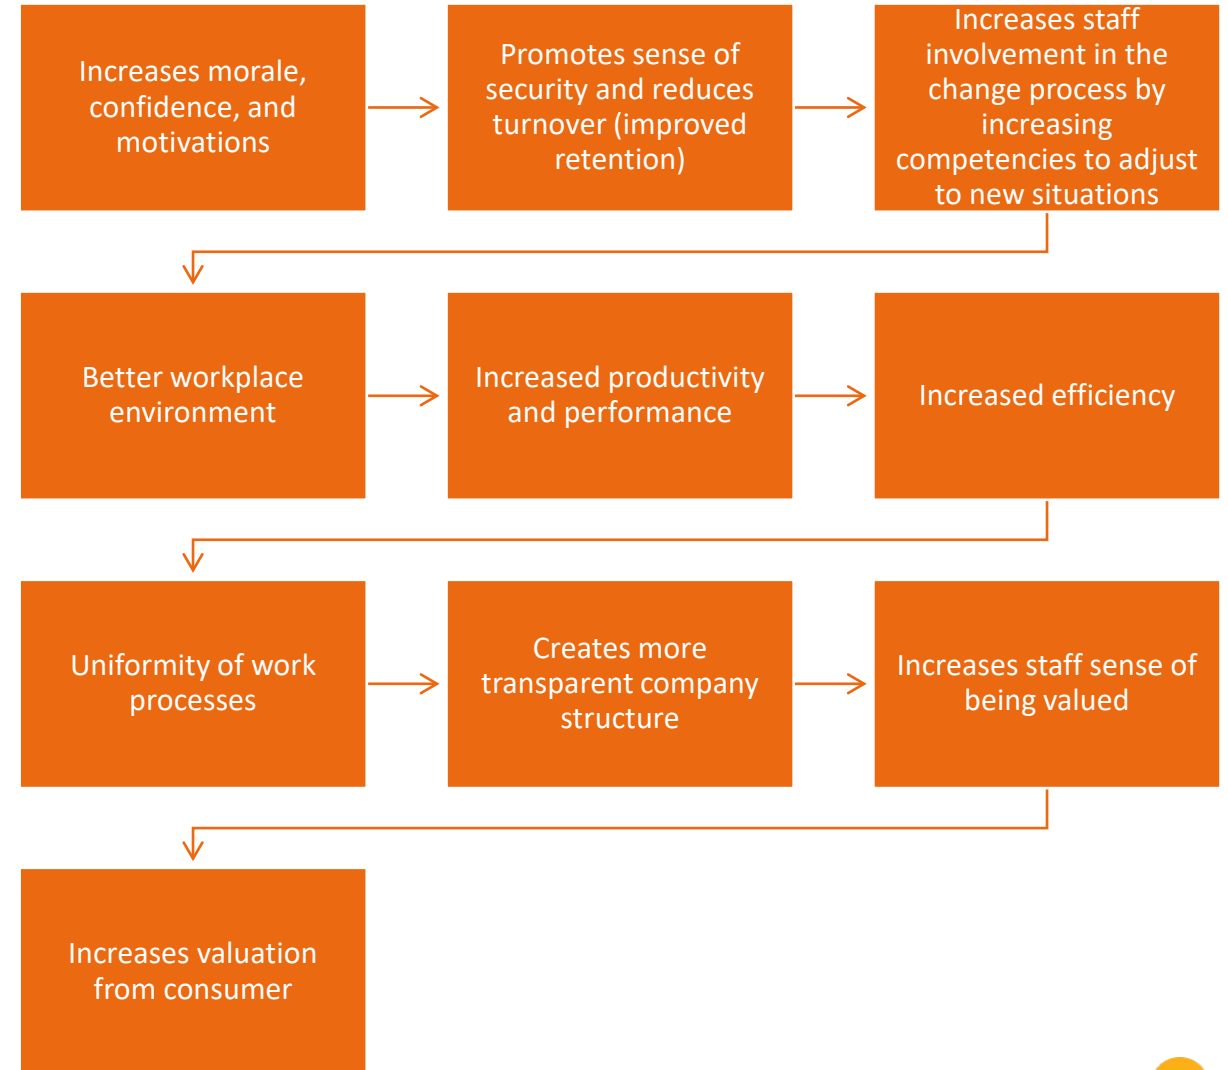 Increases morale,
confidence, and
motivations
Promotes sense of
security and reduces
turnover (improved
retention)
Increases staff
involvement in the
change process by
increasing
competencies to adjust
to new situations
Better workplace
environment
Increased productivity
and performance
Increased efficiency
Uniformity of work
processes
Creates more
transparent company
structure
Increases staff sense of
being valued
Increases valuation
from consumer